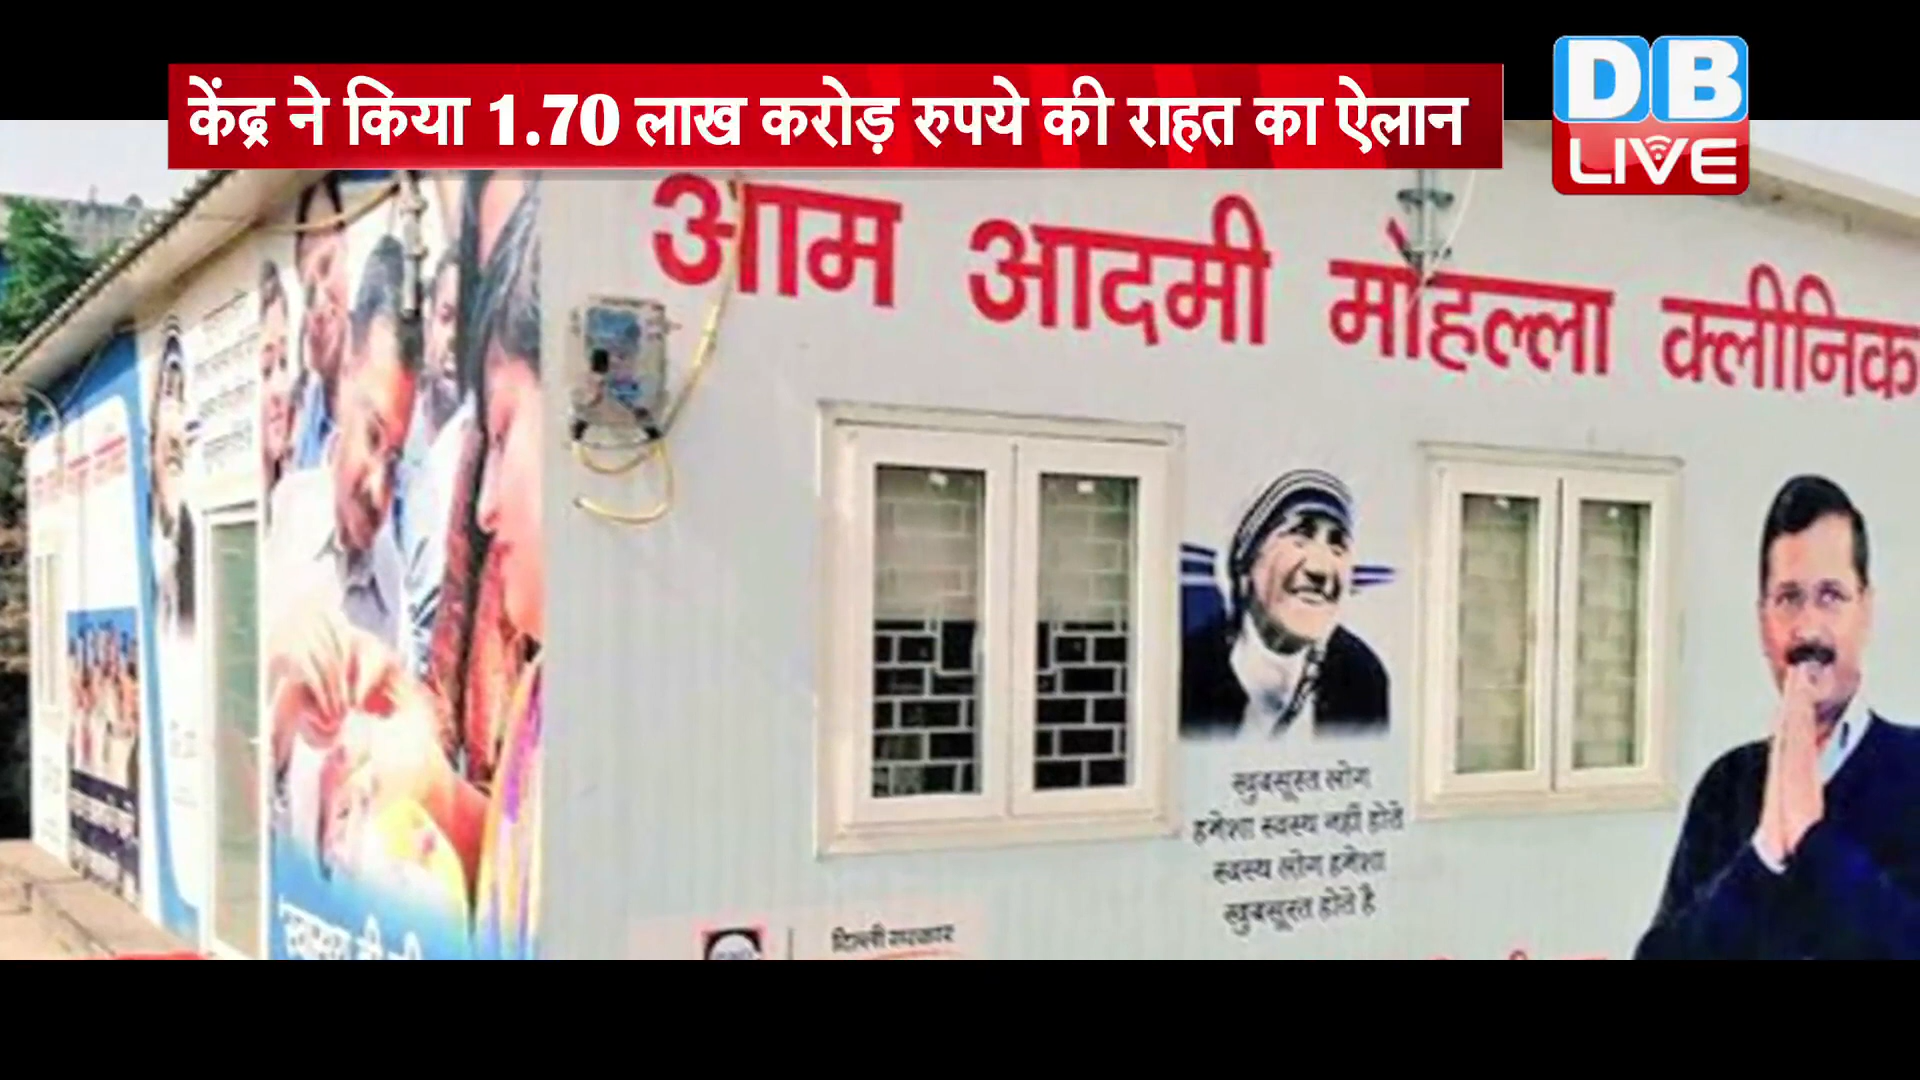 केंद्र ने किया 1.70 लाख करोड़ रुपये की राहत का ऐलान
DB
LIVE
आम आदमी मोहल्ला क्लीनिक
खुबसूरत लोग
हमेशा स्वस्थ नहीं होते
स्वस्थ लोग हमेशा
खुबसूरत होते है
दिल्ली सरकार